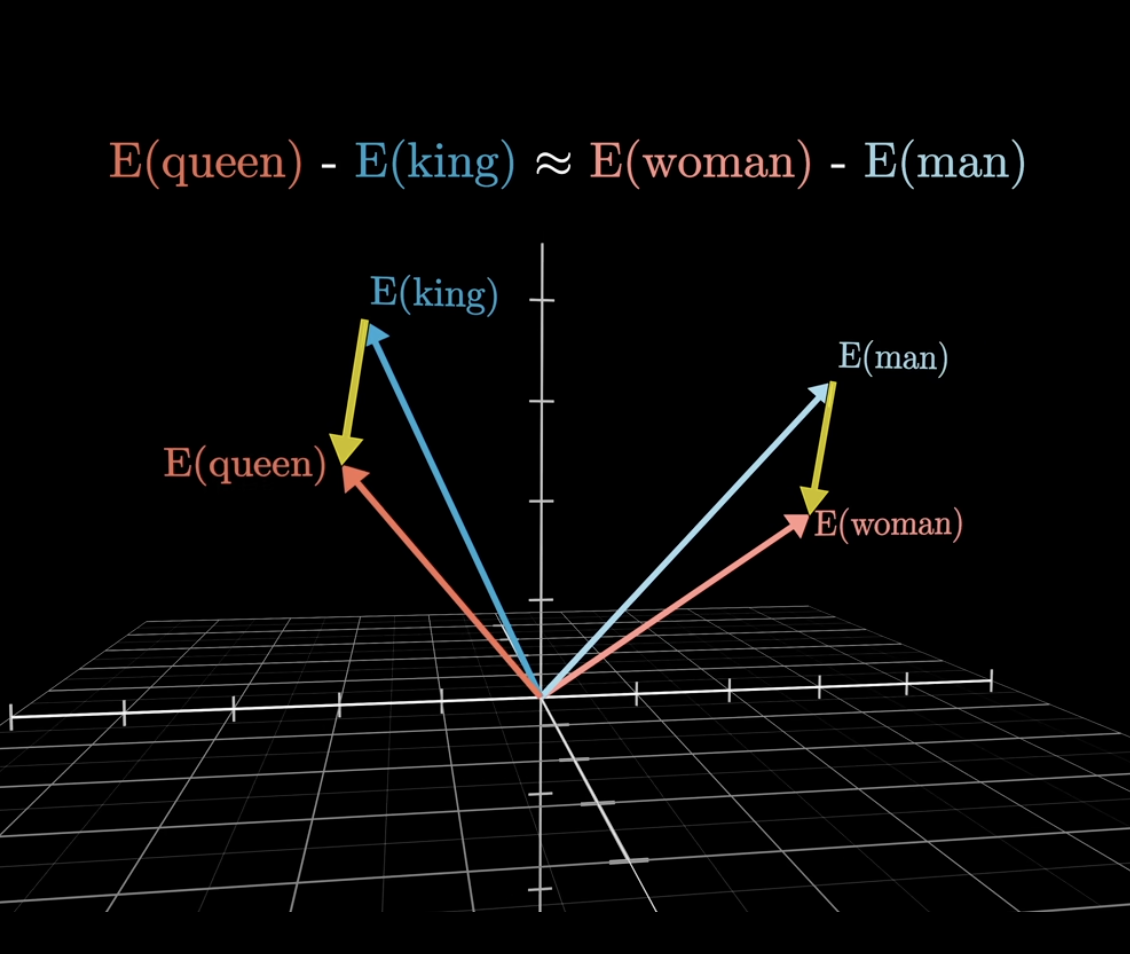 E(queen) - E(king) ≈ E(woman) - E(man)
E(king)
E(man)
E(queen)
E(woman)